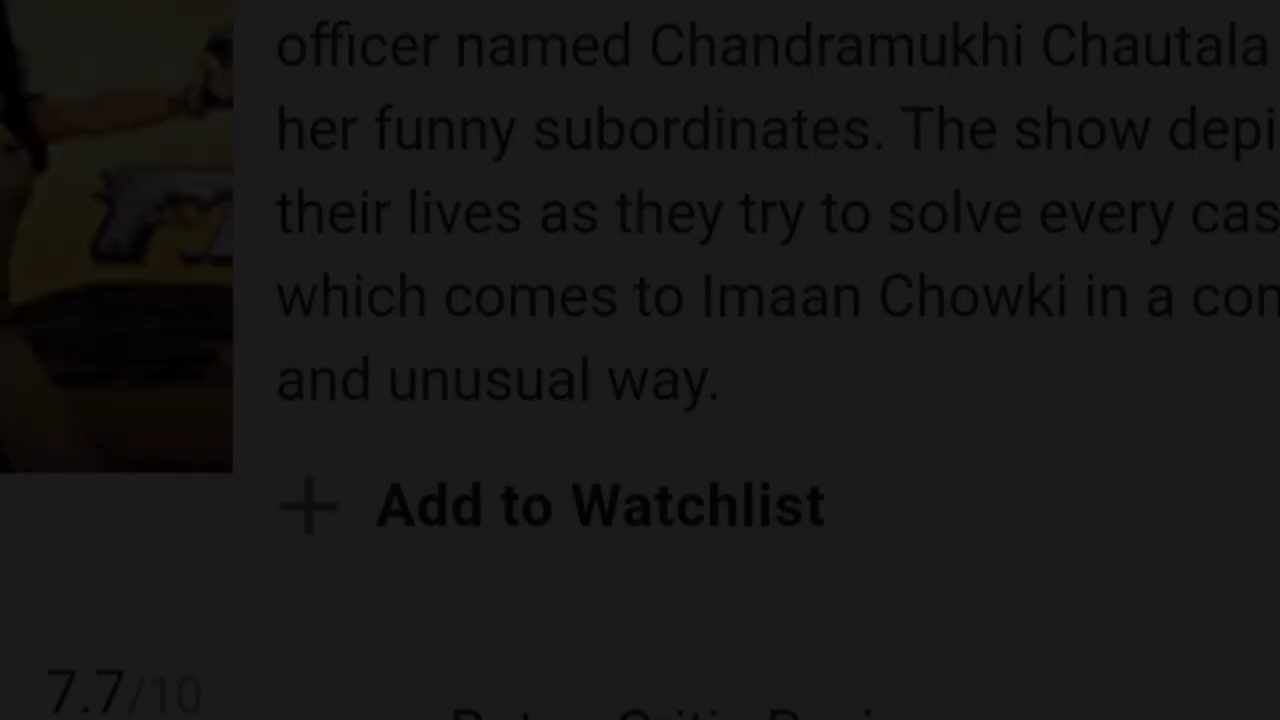 officer named Chandramukhi Chautala
her funny subordinates. The show depi
their lives as they try to solve every cas
which comes to Imaan Chowki in a con
and unusual way.
+ Add to Watchlist
7.7/10